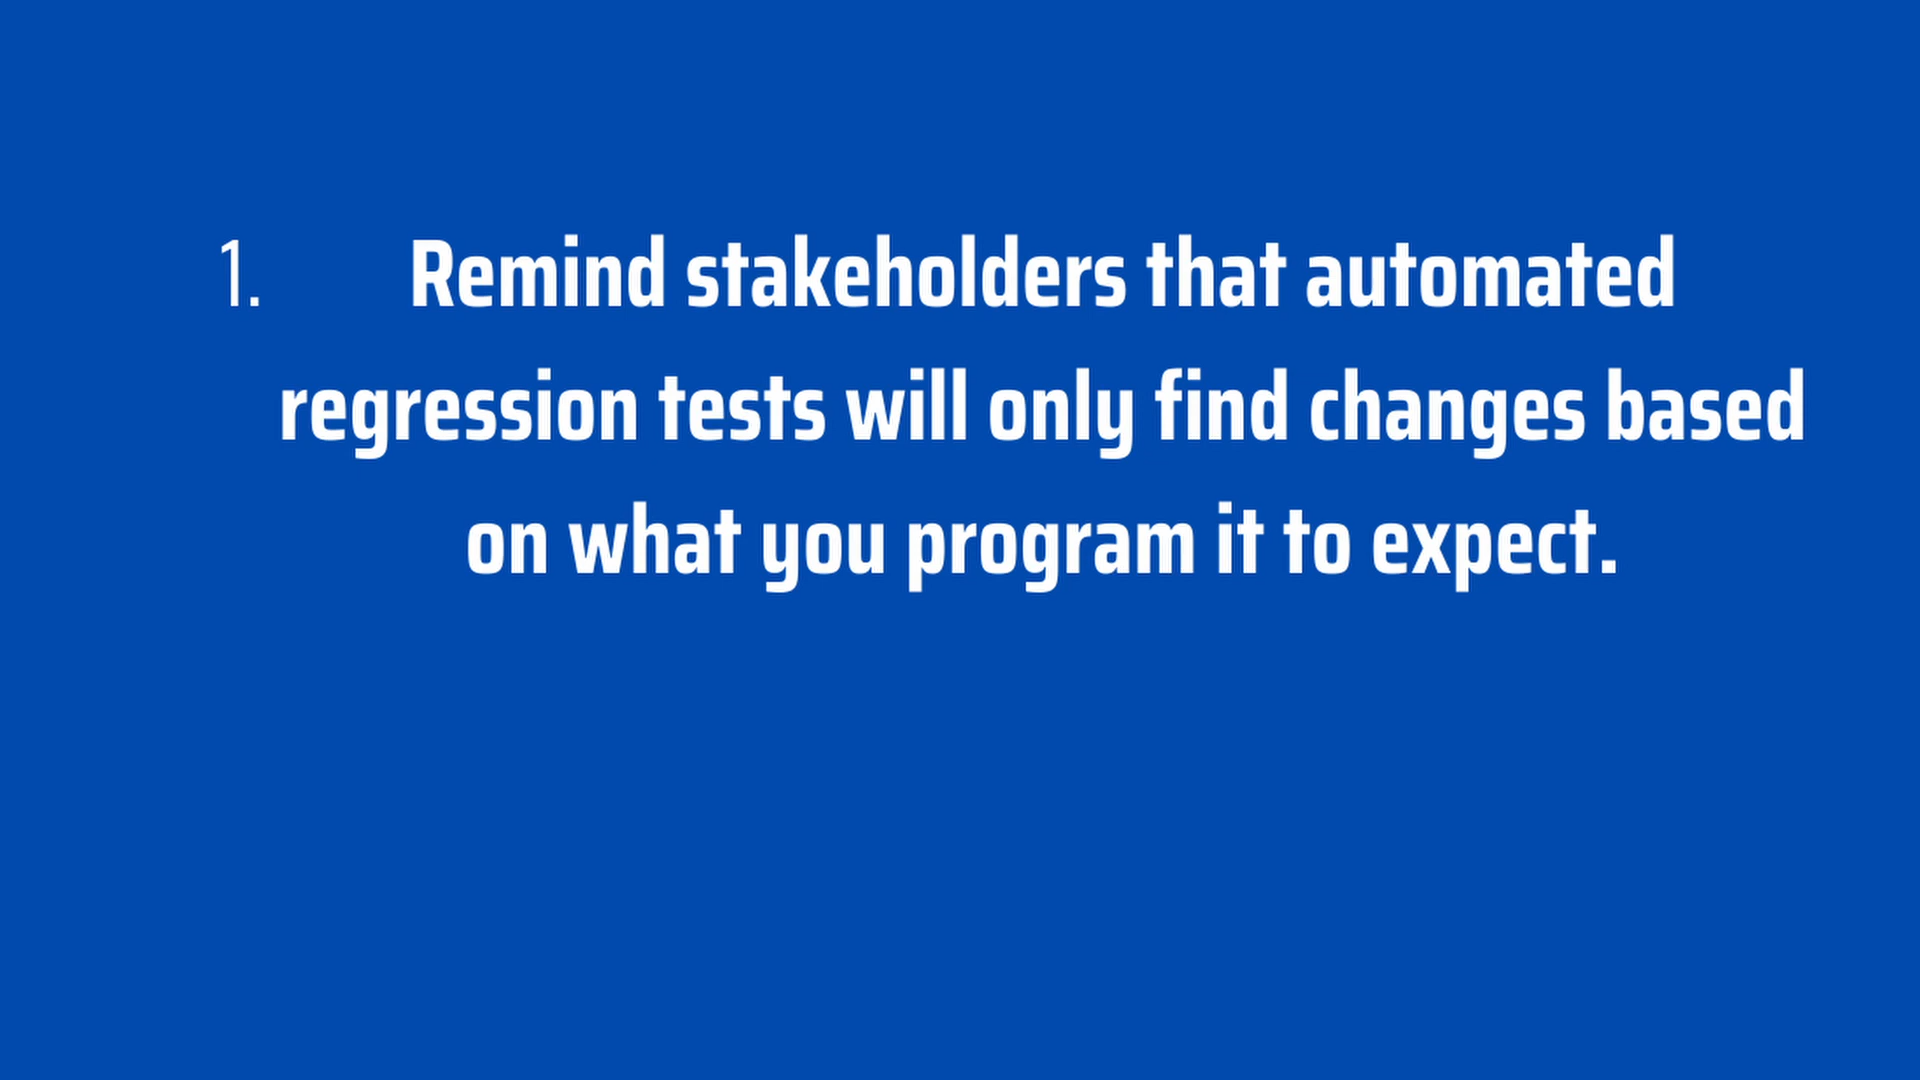 1. Remind stakeholders that automated
regression tests will only find changes based
on what you program it to expect.